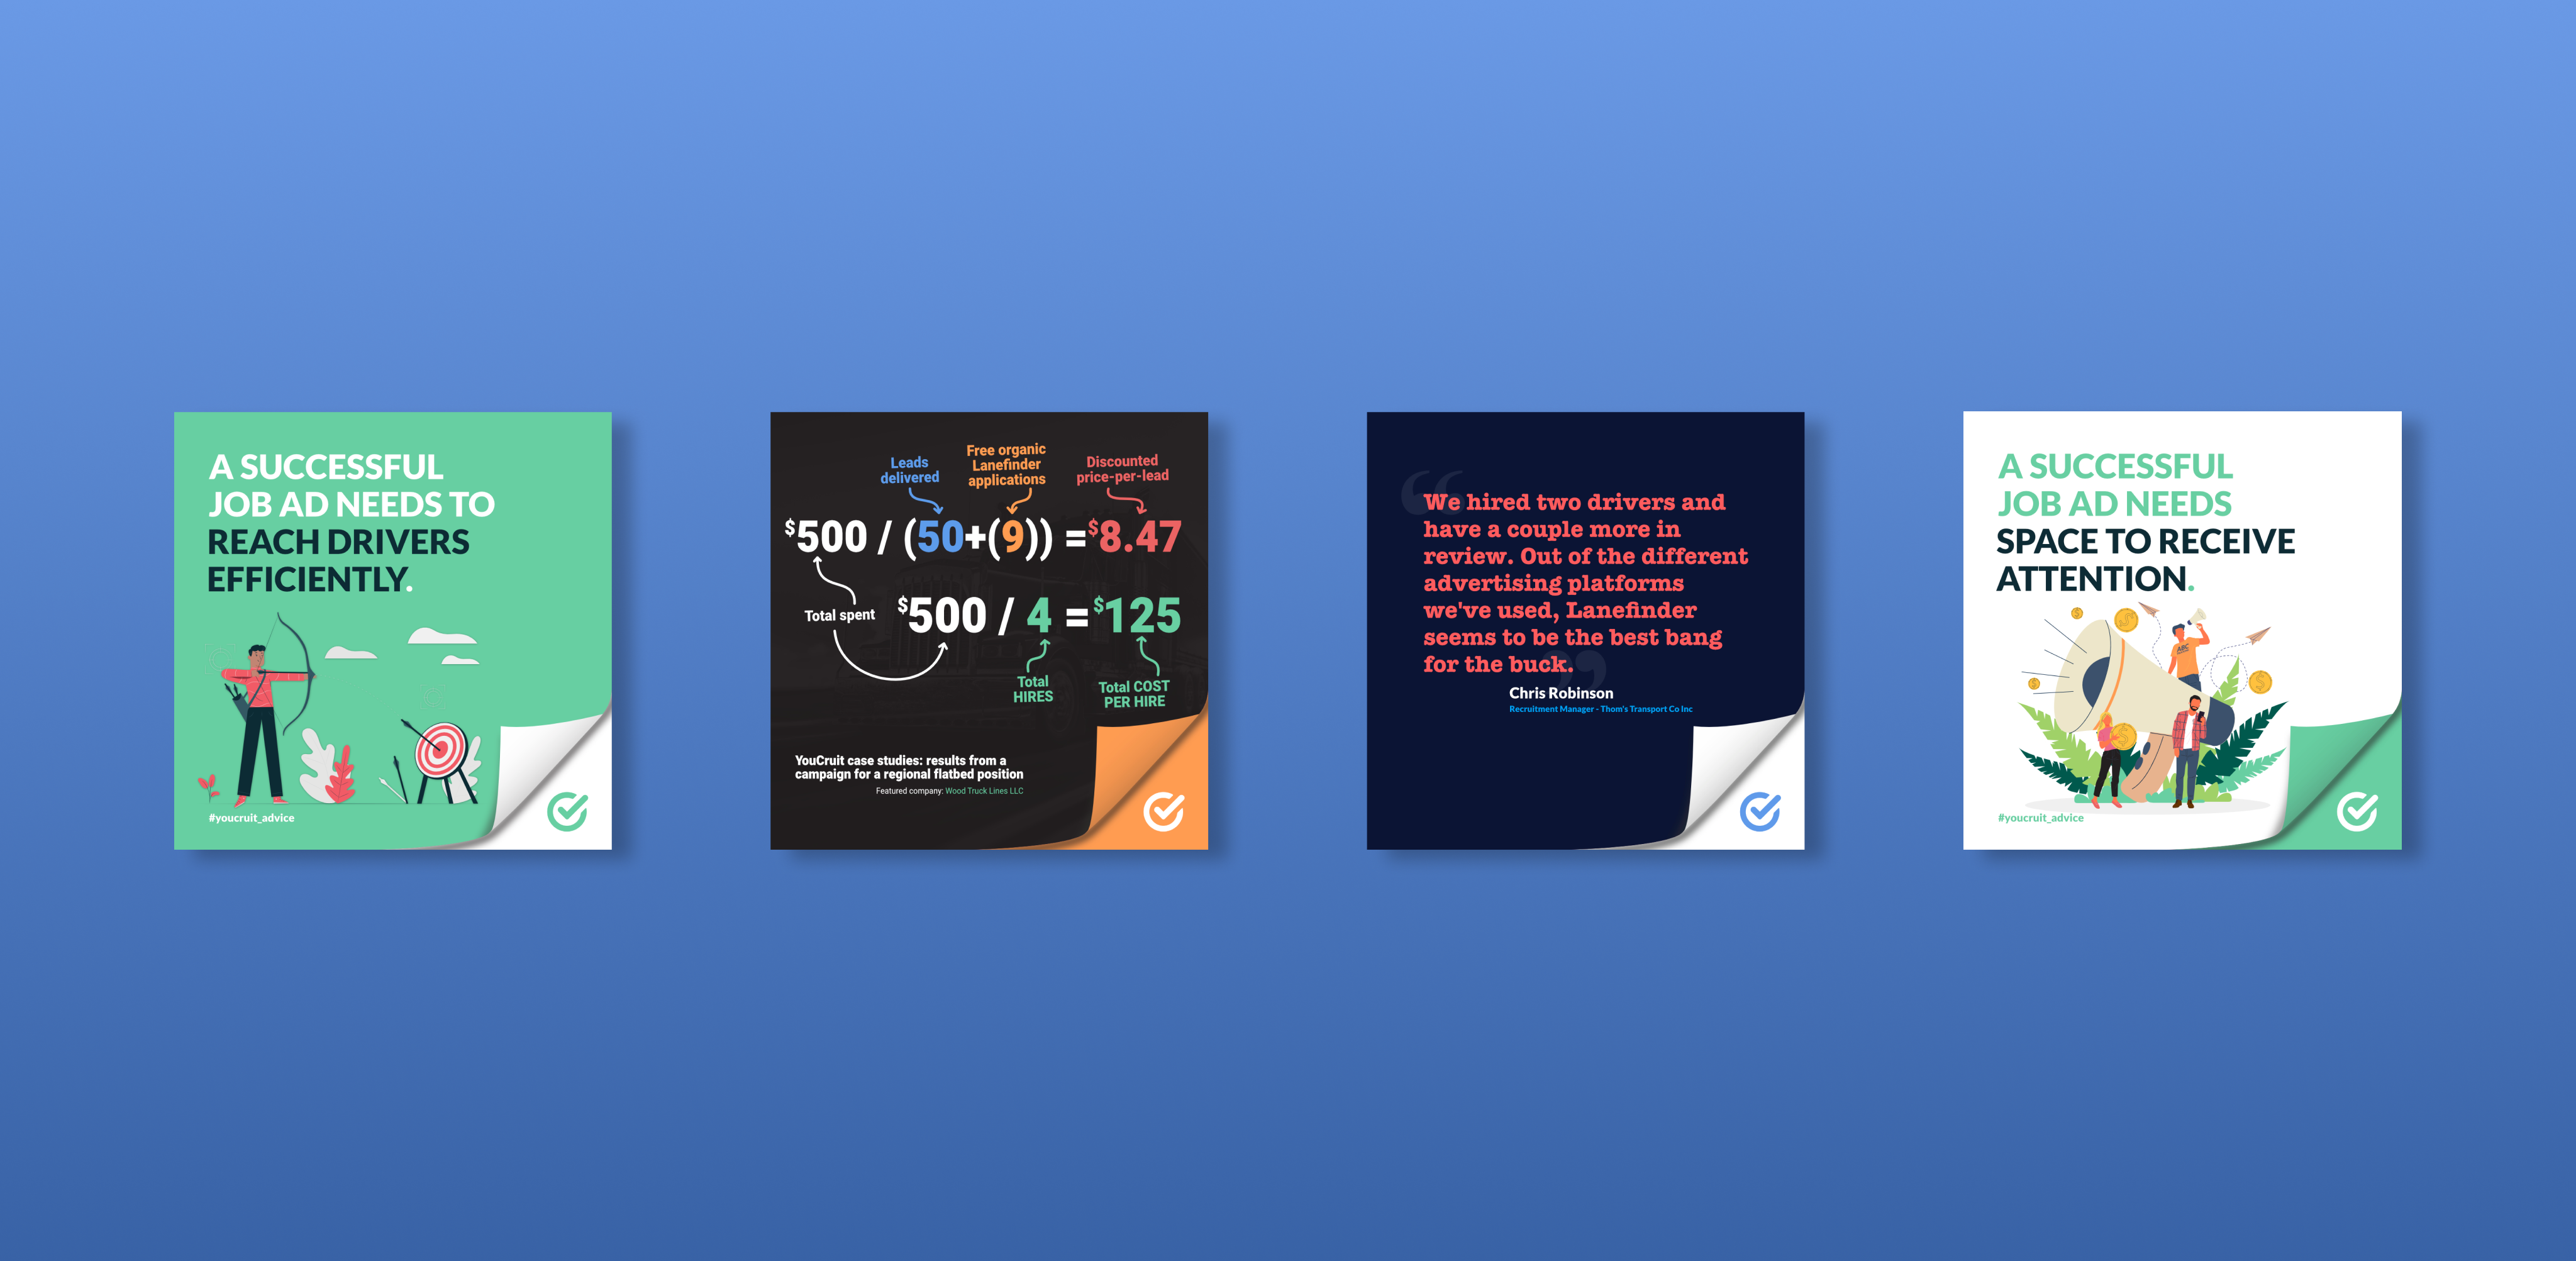 A SUCCESSFUL
JOB AD NEEDS TO
REACH DRIVERS
EFFICIENTLY.
#youcruit_advice
Leads
delivered
Free organic
Lanefinder
applications
Discounted
price-per-lead
$500 / (50+(9)) =$8.47
Total spent
$500 / 4 =$125
Total
HIRES
Total COST
PER HIRE
YouCruit case studies: results from a
campaign for a regional flatbed position
Featured company: Wood Truck Lines LLC
“
We hired two drivers and
have a couple more in
review. Out of the different
advertising platforms
we've used, Lanefinder
seems to be the best bang
for the buck.
”
Chris Robinson
Recruitment Manager - Thom's Transport Co Inc
A SUCCESSFUL
JOB AD NEEDS
SPACE TO RECEIVE
ATTENTION.
ABC
#youcruit_advice